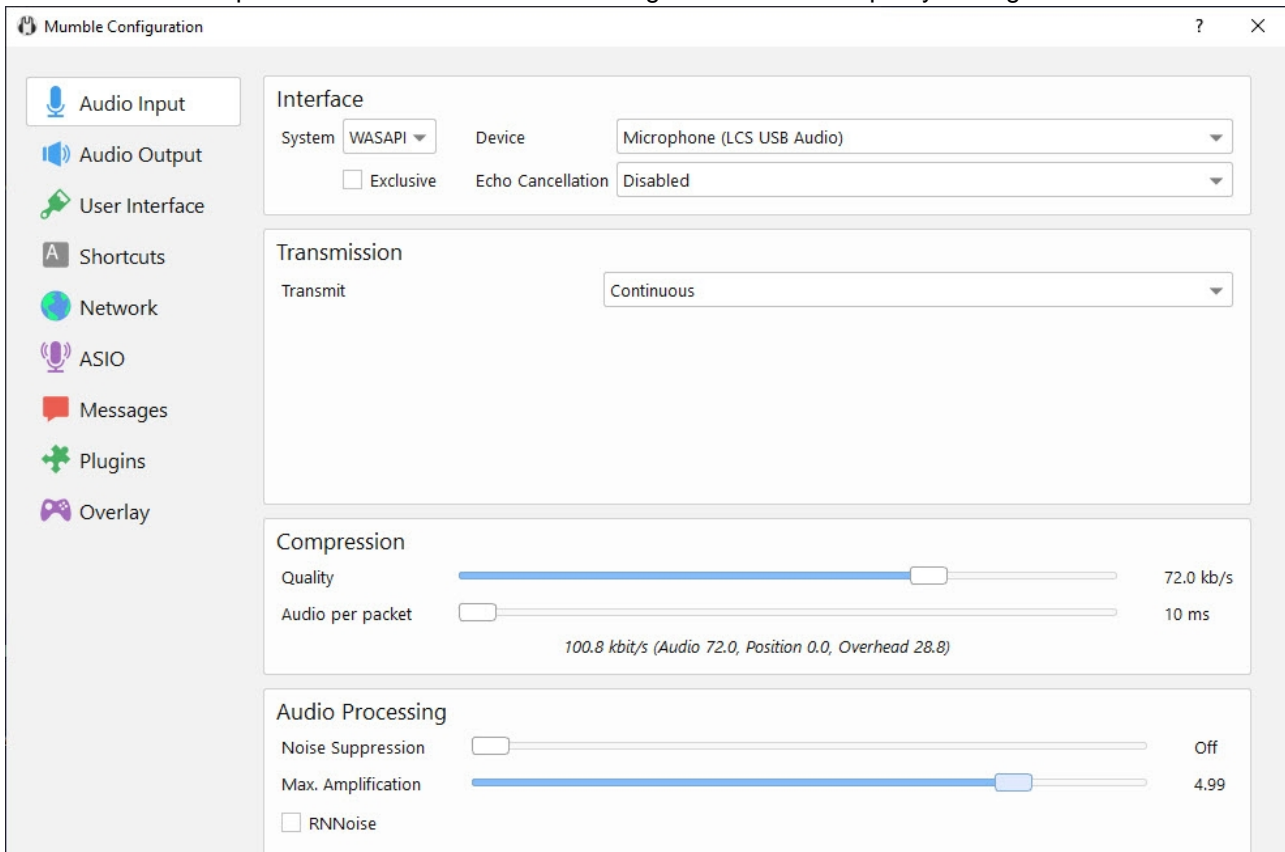 Mumble Configuration
? ×
Audio Input
Audio Output
User Interface
Shortcuts
Network
ASIO
Messages
Plugins
Overlay
Interface
System WASAPI Device Microphone (LCS USB Audio)
Exclusive Echo Cancellation Disabled
Transmission
Transmit Continuous
Compression
Quality 72.0 kb/s
Audio per packet 10 ms
100.8 kbit/s (Audio 72.0, Position 0.0, Overhead 28.8)
Audio Processing
Noise Suppression Off
Max. Amplification 4.99
RNNoise